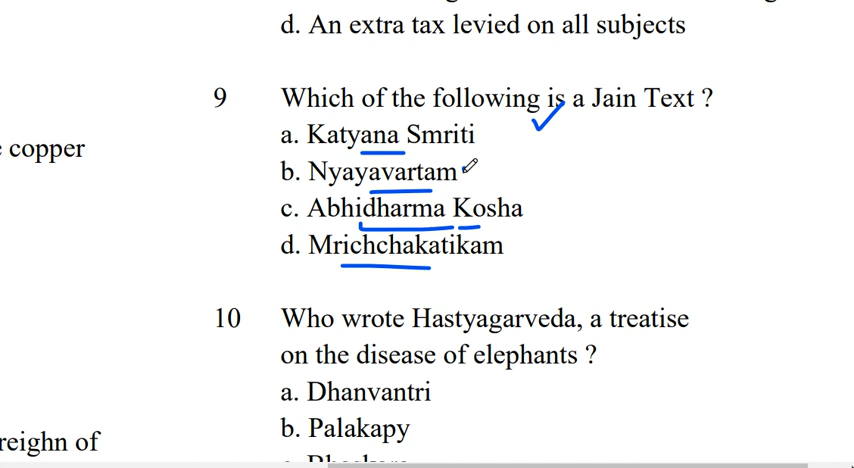 d. An extra tax levied on all subjects
9 Which of the following is a Jain Text ?
a. Katyana Smriti
copper
b. Nyayavartam
c. Abhidharma Kosha
d. Mrichchakatikam
10 Who wrote Hastyagarveda, a treatise
on the disease of elephants ?
a. Dhanvantri
b. Palakapy
reighn of